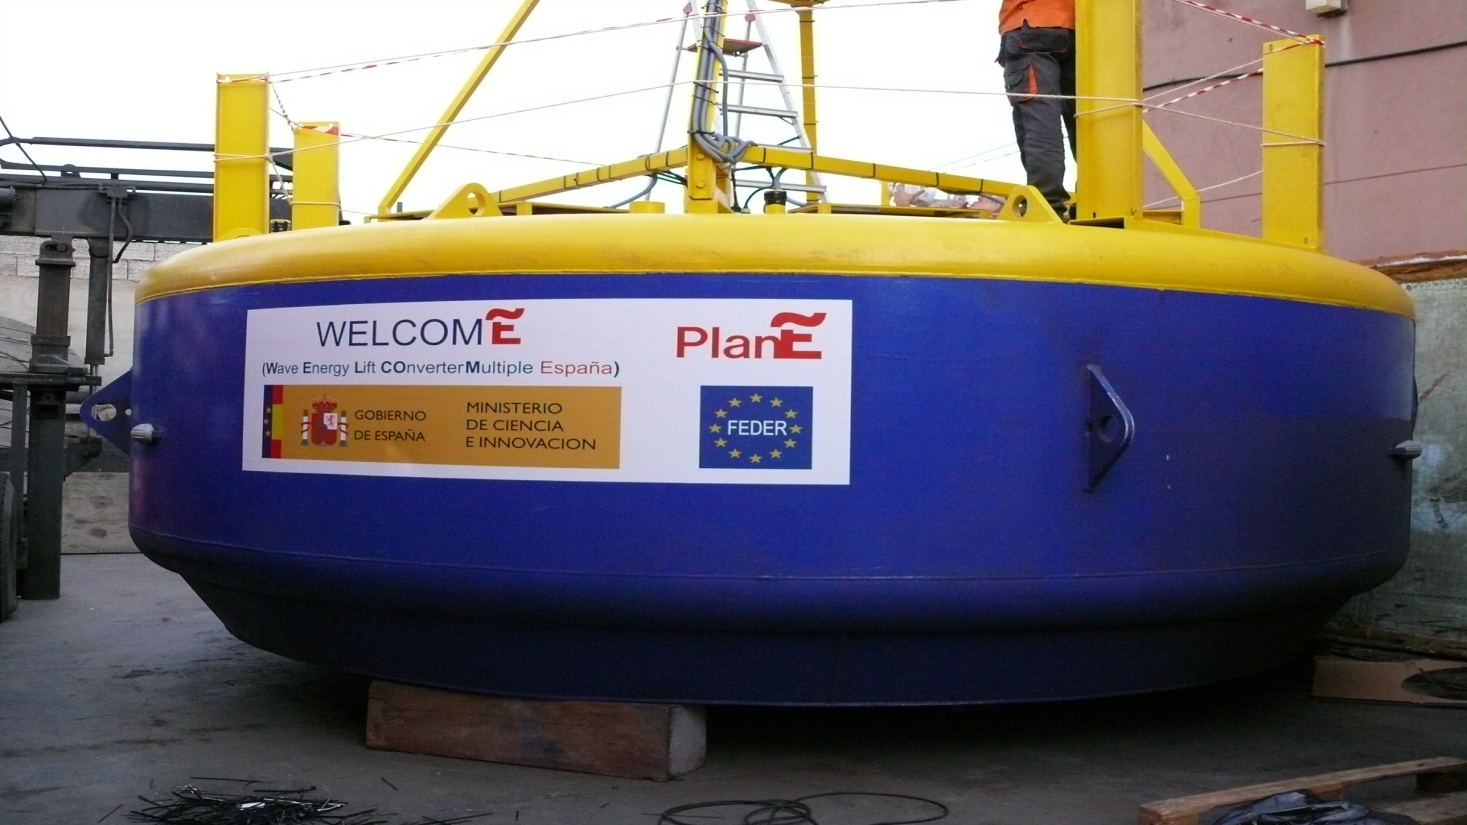 WELCOME
(Wave Energy Lift COnverterMultiple España)
PlanE
GOBIERNO
DE ESPAÑA
MINISTERIO
DE CIENCIA
E INNOVACION
FEDER